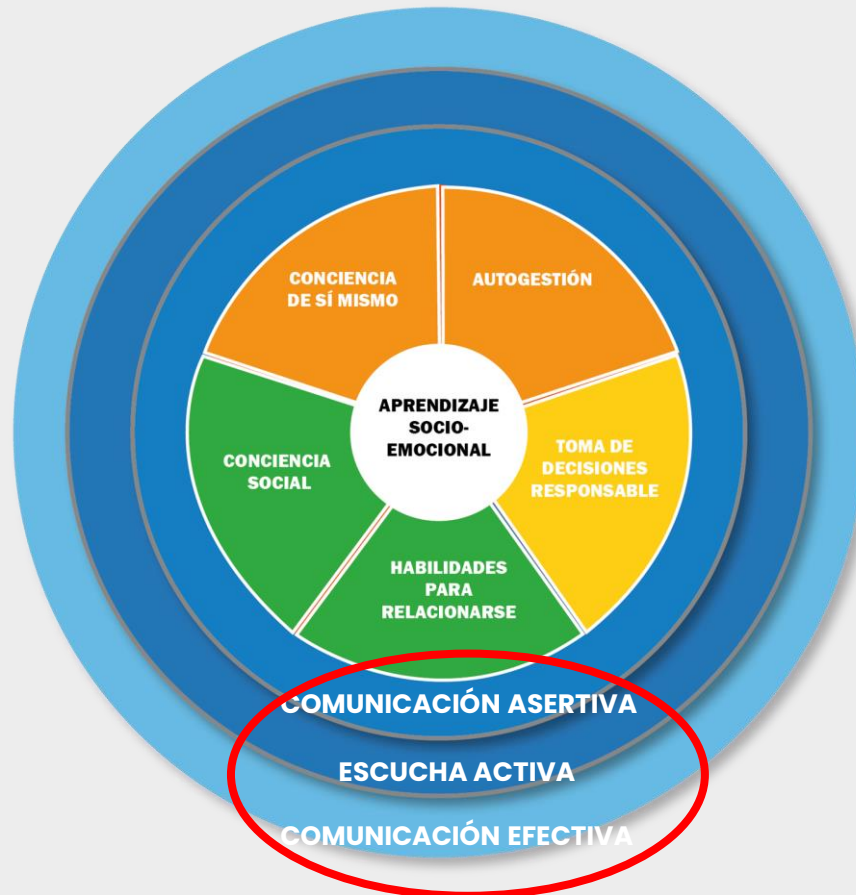 CONCIENCIA
DE SÍ MISMO
AUTOGESTIÓN
APRENDIZAJE
SOCIO-
EMOCIONAL
CONCIENCIA
SOCIAL
TOMA DE
DECISIONES
RESPONSABLE
HABILIDADES
PARA
RELACIONARSE
COMUNICACIÓN ASERTIVA
ESCUCHA ACTIVA
COMUNICACIÓN EFECTIVA